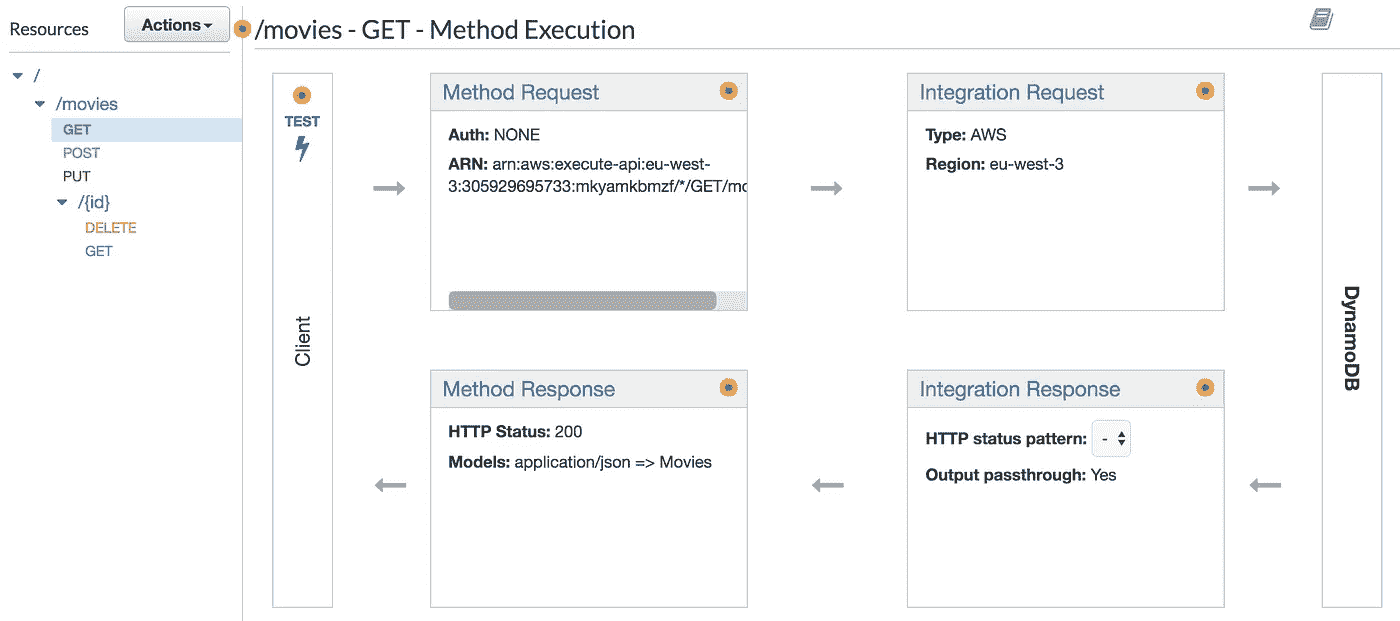 Resources
Actions
/
/movies
GET
POST
PUT
/{id}
DELETE
GET
/movies - GET - Method Execution
TEST
Client
Method Request
Auth: NONE
ARN: arn:aws:execute-api:eu-west-
3:305929695733:mkyamkbmzf/*/GET/mo
Integration Request
Type: AWS
Region: eu-west-3
DynamoDB
Method Response
HTTP Status: 200
Models: application/json => Movies
Integration Response
HTTP status pattern: -
Output passthrough: Yes